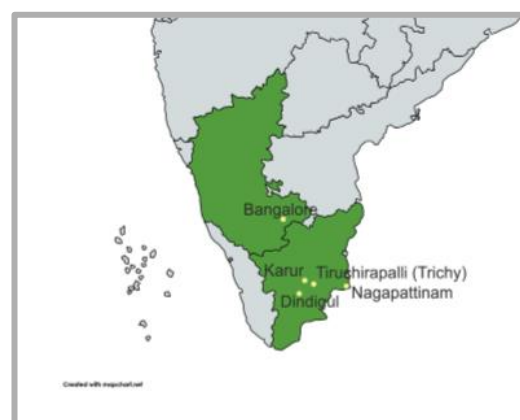 Bangalore
Karur
Tiruchirapalli (Trichy)
Dindigul
Nagapattinam
Created with mapchart.net